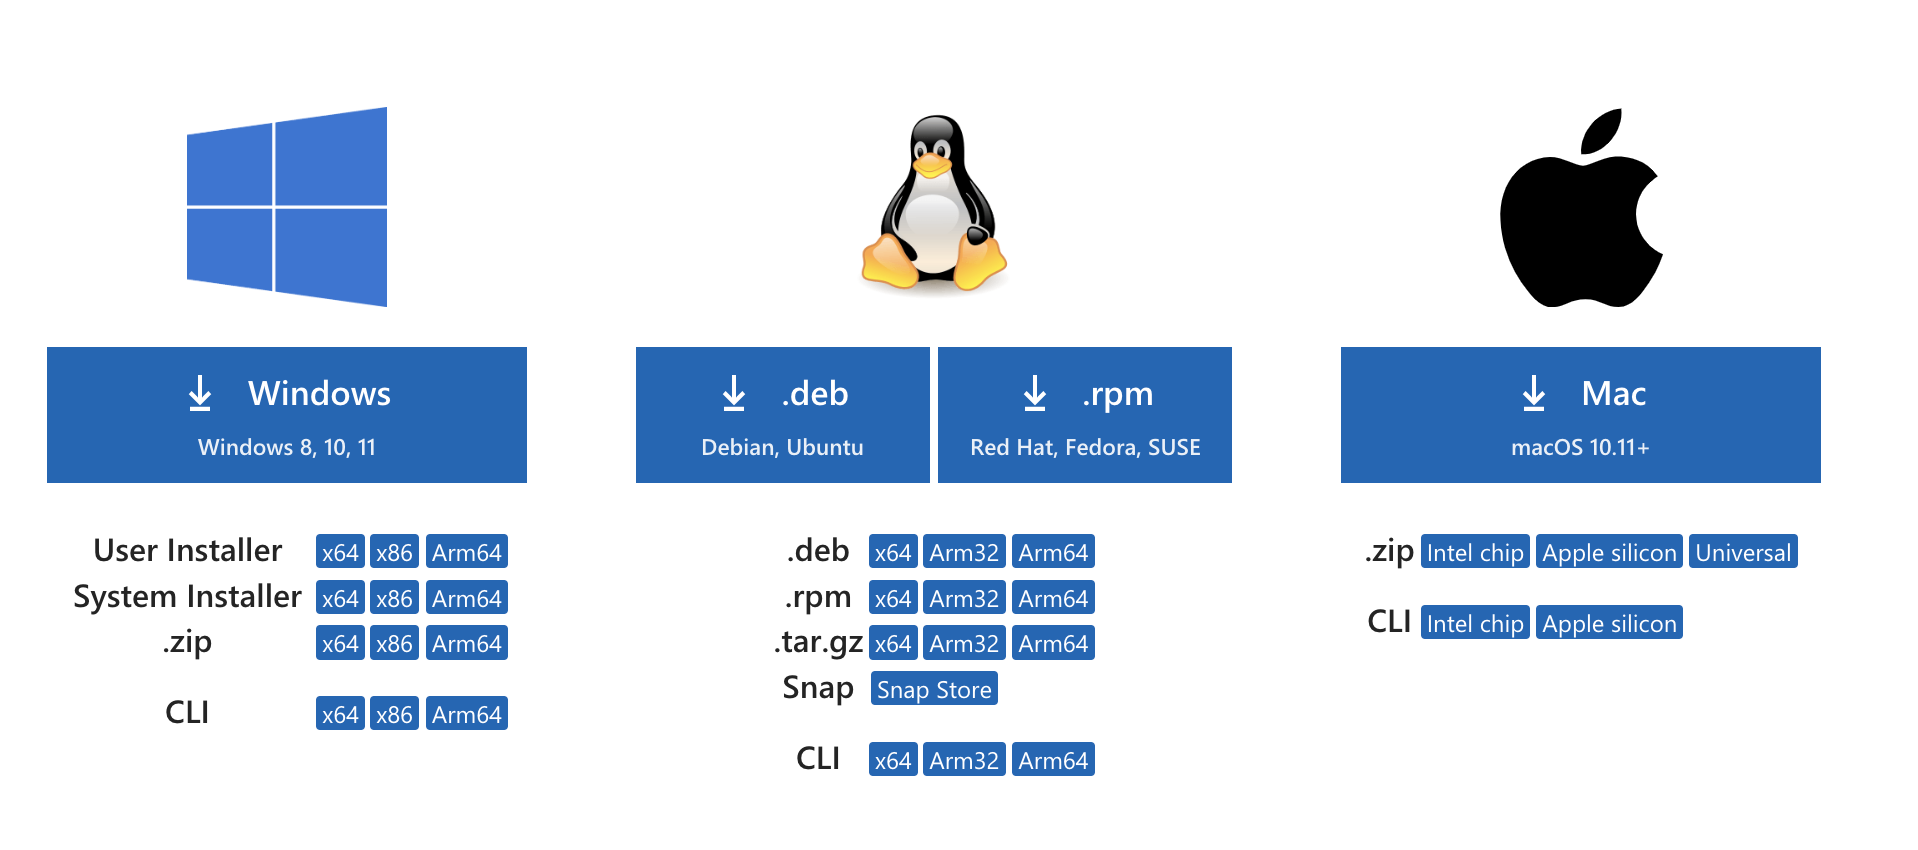 Windows
Windows 8, 10, 11
User Installer x64 x86 Arm64
System Installer x64 x86 Arm64
.zip x64 x86 Arm64
CLI x64 x86 Arm64
.deb
Debian, Ubuntu
.rpm
Red Hat, Fedora, SUSE
.deb x64 Arm32 Arm64
.rpm x64 Arm32 Arm64
.tar.gz x64 Arm32 Arm64
Snap Snap Store
CLI x64 Arm32 Arm64
Mac
macOS 10.11+
.zip Intel chip Apple silicon Universal
CLI Intel chip Apple silicon